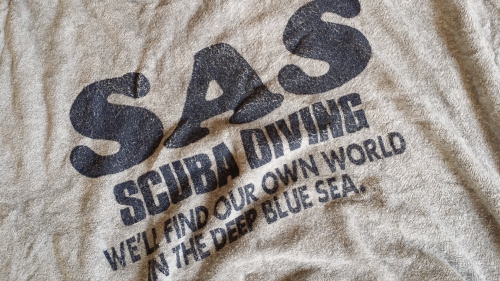 SAS
SCUBA DIVING
WE'LL FIND OUR OWN WORLD
IN THE DEEP BLUE SEA.